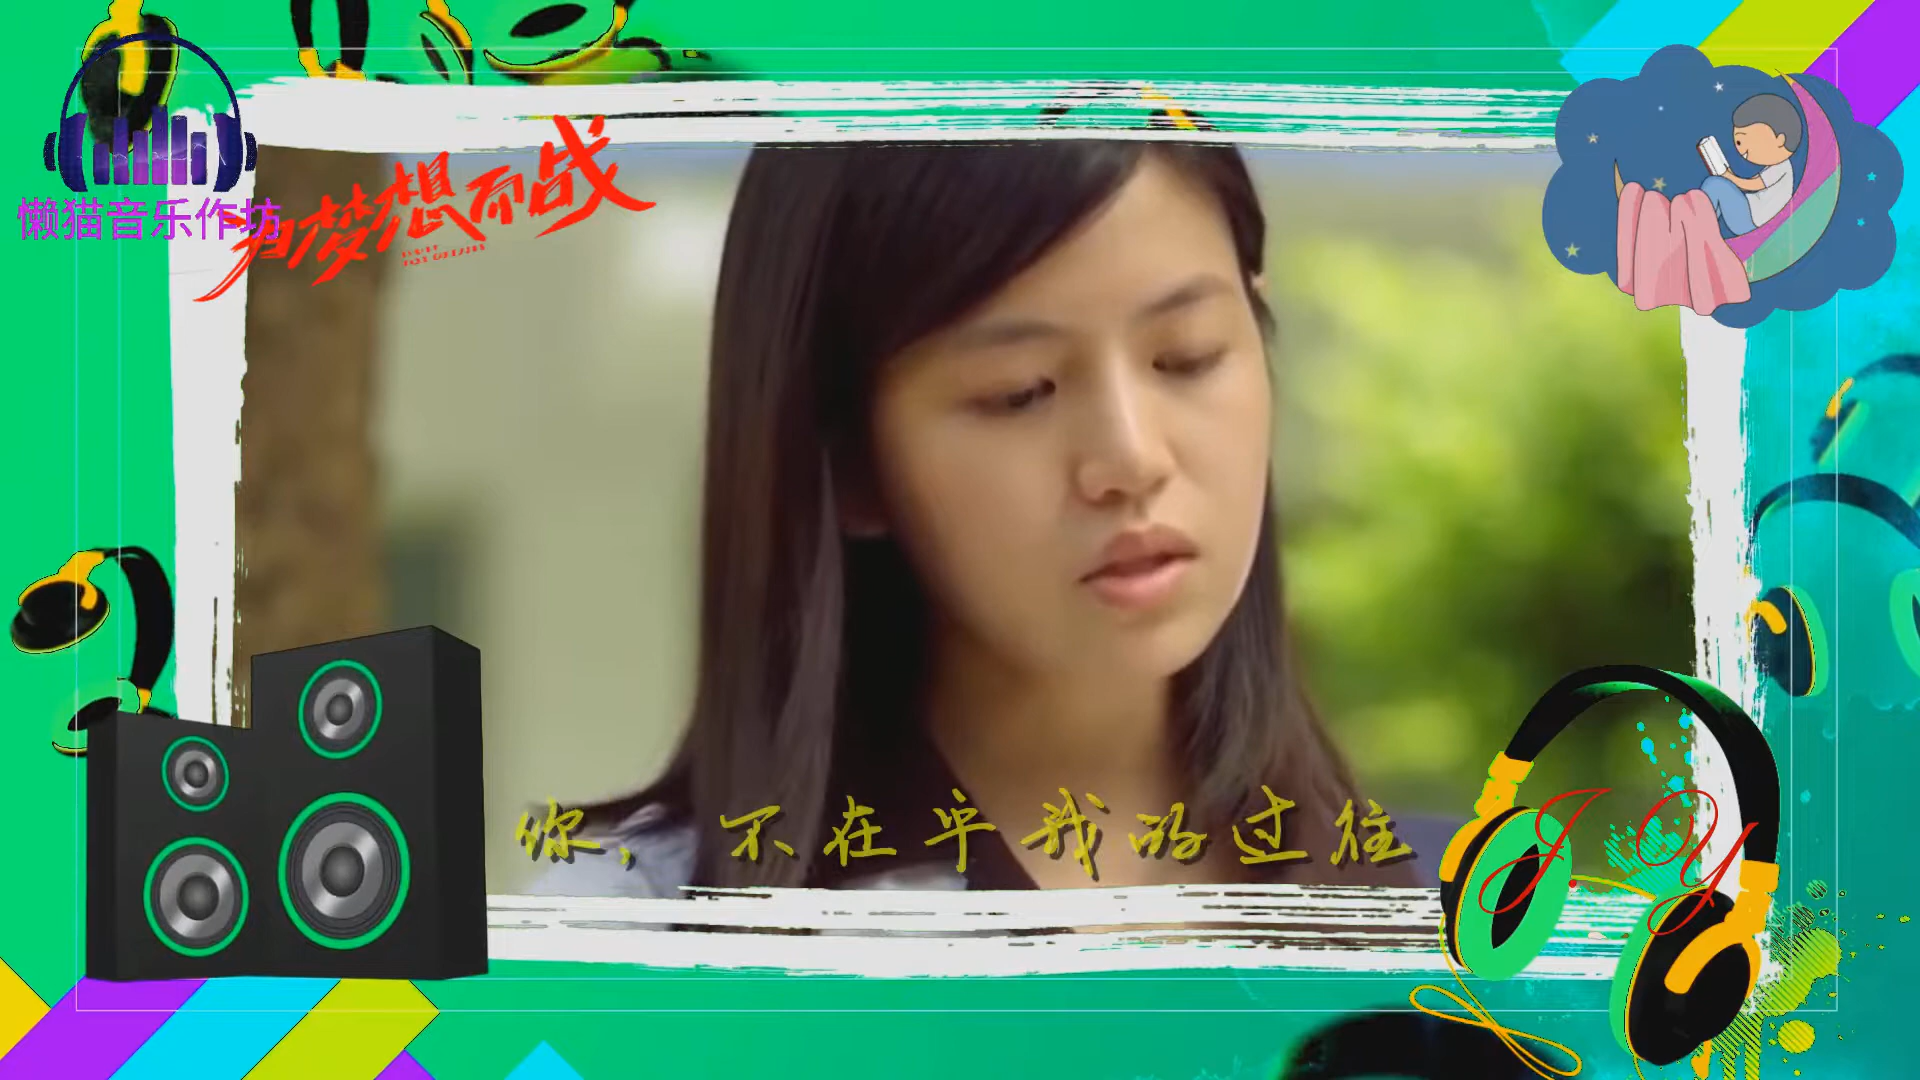 懒猫音乐作坊
为梦想而战
你，不在乎我的过往
J.Y